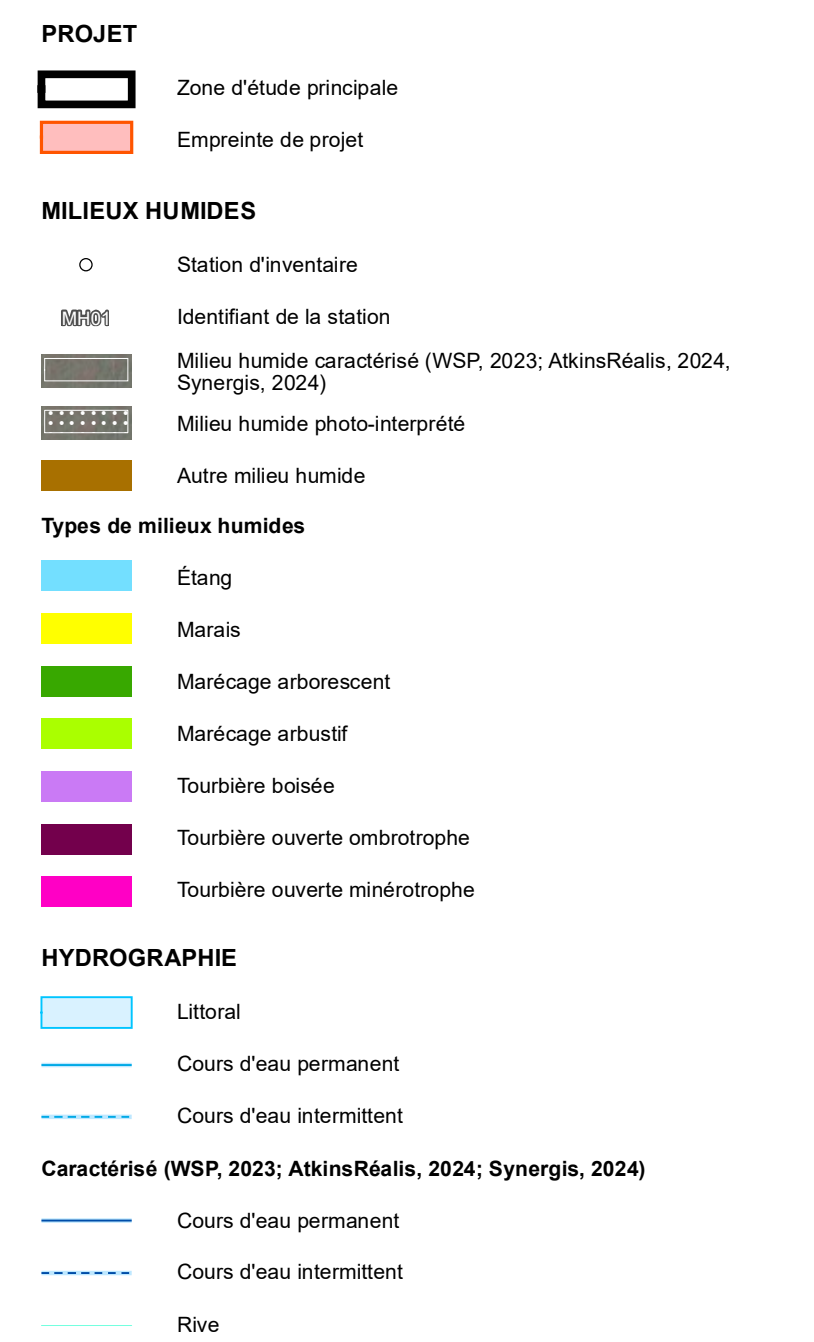 PROJET
Zone d'étude principale
Empreinte de projet
MILIEUX HUMIDES
Station d'inventaire
MH01 Identifiant de la station
Milieu humide caractérisé (WSP, 2023; AtkinsRéalis, 2024,
Synergis, 2024)
Milieu humide photo-interprété
Autre milieu humide
Types de milieux humides
Étang
Marais
Marécage arborescent
Marécage arbustif
Tourbière boisée
Tourbière ouverte ombrotrophe
Tourbière ouverte minérotrophe
HYDROGRAPHIE
Littoral
Cours d'eau permanent
Cours d'eau intermittent
Caractérisé (WSP, 2023; AtkinsRéalis, 2024; Synergis, 2024)
Cours d'eau permanent
Cours d'eau intermittent
Rive